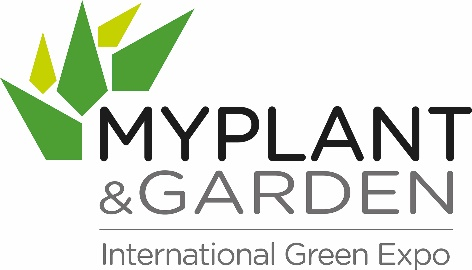 MYPLANT
&GARDEN
International Green Expo